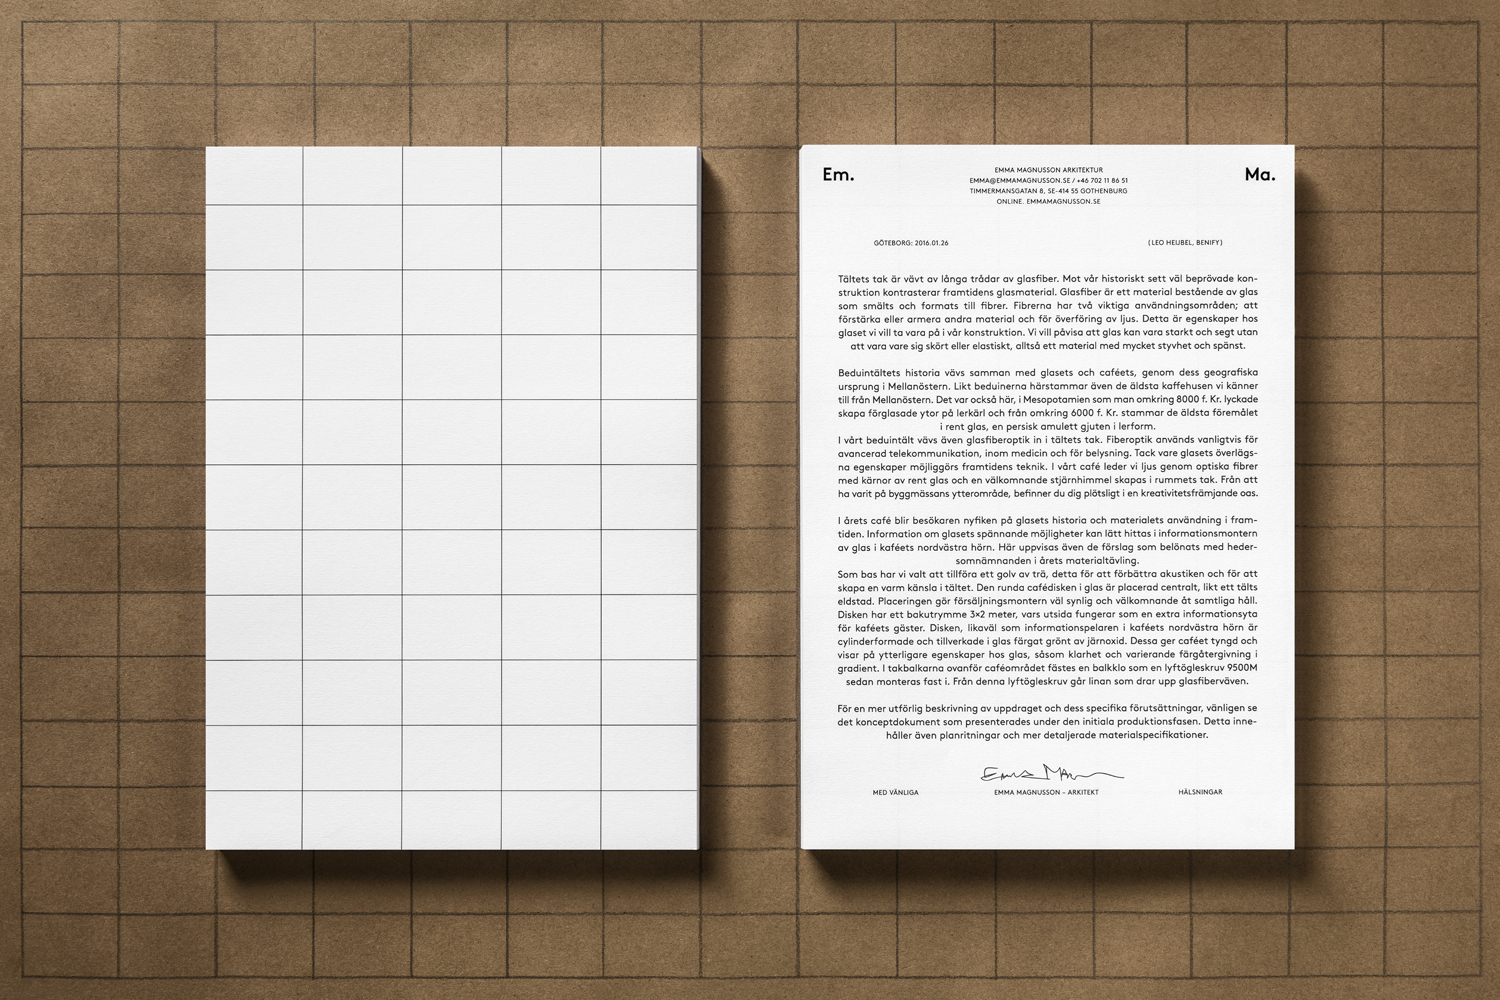 Em.
Ma.
EMMA MAGNUSSON ARKITEKTUR
EMMA@EMMAMAGNUSSON.SE / +46 702 11 86 51
TIMMERMANSGATAN 8, SE-414 55 GOTHENBURG
ONLINE. EMMAMAGNUSSON.SE
GÖTEBORG: 2016.01.26
(LEO HEIJBEL, BENIFY)
Tältets tak är vävt av långa trådar av glasfiber. Mot vår historiskt sett väl beprövade kon-
struktion kontrasterar framtidens glasmaterial. Glasfiber är ett material bestående av glas
som smälts och formats till fibrer. Fibrerna har två viktiga användningsområden; att
förstärka eller armera andra material och för överföring av ljus. Detta är egenskaper hos
glaset vi vill ta vara på i vår konstruktion. Vi vill påvisa att glas kan vara starkt och segt utan
att vara vare sig skört eller elastiskt, alltså ett material med mycket styvhet och spänst.
Beduintältets historia vävs samman med glasets och caféets, genom dess geografiska
ursprung i Mellanöstern. Likt beduinerna härstammar även de äldsta kaffehusen vi känner
till från Mellanöstern. Det var också här, i Mesopotamien som man omkring 8000 f. Kr. lyckade
skapa förglasade ytor på lerkärl och från omkring 6000 f. Kr. stammar de äldsta föremålet
i rent glas, en persisk amulett gjuten i lerform.
I vårt beduintält vävs även glasfiberoptik in i tältets tak. Fiberoptik används vanligtvis för
avancerad telekommunikation, inom medicin och för belysning. Tack vare glasets överlägs-
na egenskaper möjliggörs framtidens teknik. I vårt café leder vi ljus genom optiska fibrer
med kärnor av rent glas och en välkomnande stjärnhimmel skapas i rummets tak. Från att
ha varit på byggmässans ytterområde, befinner du dig plötsligt i en kreativitetsfrämjande oas.
I årets café blir besökaren nyfiken på glasets historia och materialets användning i fram-
tiden. Information om glasets spännande möjligheter kan lätt hittas i informationsmontern
av glas i kaféets nordvästra hörn. Här uppvisas även de förslag som belönats med heder-
somnämnanden i årets materialtävling.
Som bas har vi valt att tillföra ett golv av trä, detta för att förbättra akustiken och för att
skapa en varm känsla i tältet. Den runda cafédisken i glas är placerad centralt, likt ett tälts
eldstad. Placeringen gör försäljningsmontern väl synlig och välkomnande åt samtliga håll.
Disken har ett bakutrymme 3×2 meter, vars utsida fungerar som en extra informationsyta
för kaféets gäster. Disken, likaväl som informationspelaren i kaféets nordvästra hörn är
cylinderformade och tillverkade i glas färgat grönt av järnoxid. Dessa ger caféet tyngd och
visar på ytterligare egenskaper hos glas, såsom klarhet och varierande färgåtergivning i
gradient. I takbalkarna ovanför caféområdet fästes en balkklo som en lyftögleskruv 9500M
sedan monteras fast i. Från denna lyftögleskruv går linan som drar upp glasfiberväven.
För en mer utförlig beskrivning av uppdraget och dess specifika förutsättningar, vänligen se
det konceptdokument som presenterades under den initiala produktionsfasen. Detta inne-
håller även planritningar och mer detaljerade materialspecifikationer.
MED VÄNLIGA
EMMA MAGNUSSON – ARKITEKT
HÄLSNINGAR